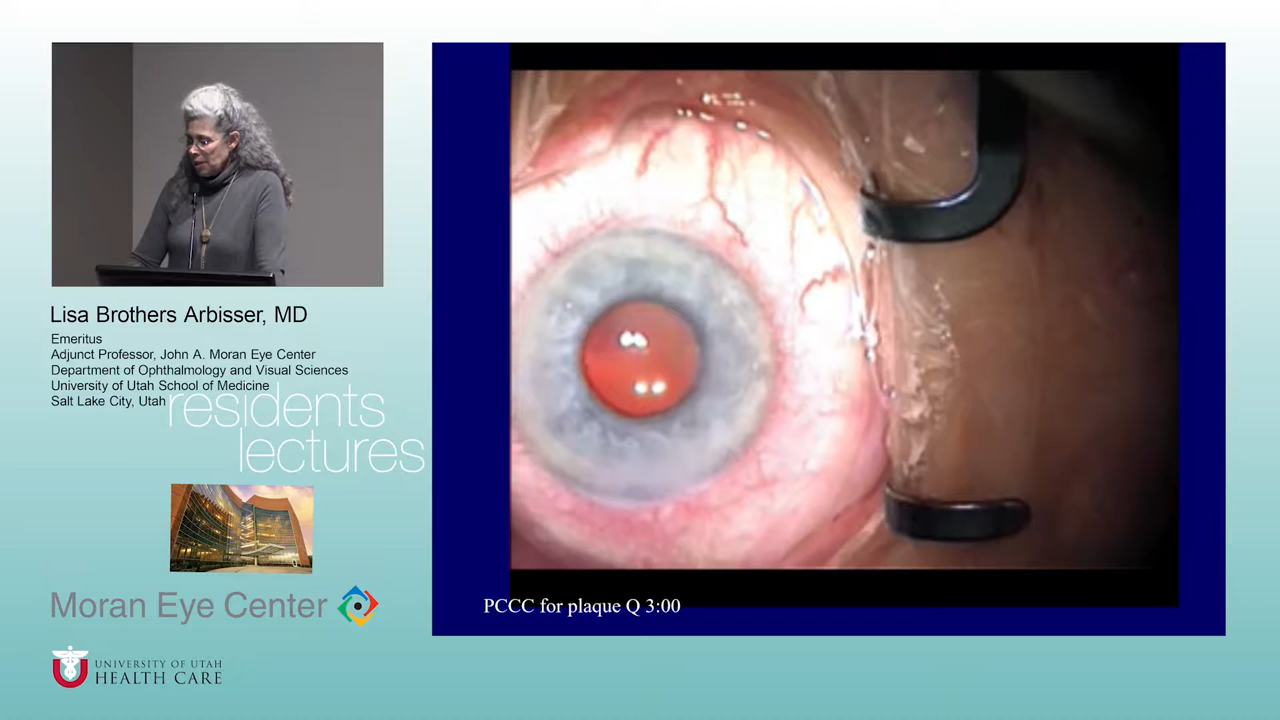 Lisa Brothers Arbisser, MD
Emeritus
Adjunct Professor, John A. Moran Eye Center
Department of Ophthalmology and Visual Sciences
University of Utah School of Medicine
Salt Lake City, Utah
residents
lectures
Moran Eye Center
UNIVERSITY OF UTAH
HEALTH CARE
PCCC for plaque Q 3:00